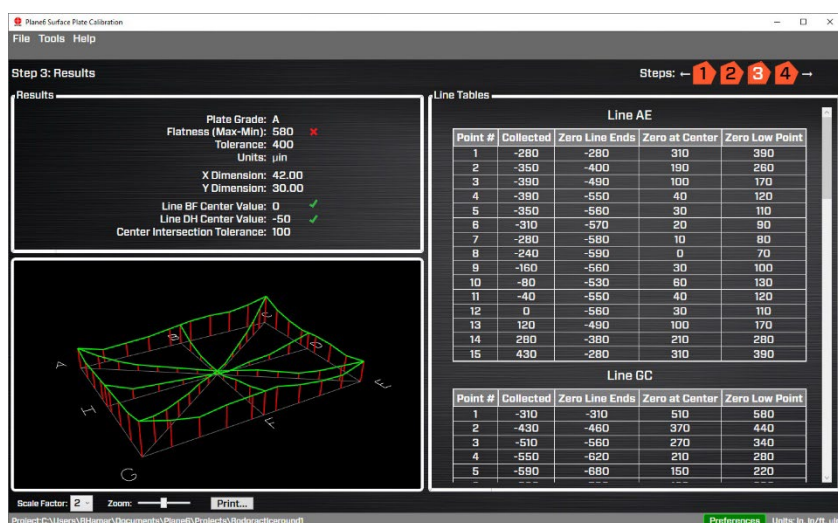 Plane6 Surface Plate Calibration
File Tools Help
Step 3: Results
Steps: ← 1 2 3 4 →
Results
Plate Grade: A
Flatness (Max-Min): 580
Tolerance: 400
Units: µin
X Dimension: 42.00
Y Dimension: 30.00
Line BF Center Value: 0
Line DH Center Value: -50
Center Intersection Tolerance: 100
A
B
C
D
E
F
G
H
Line Tables
Line AE
Point # Collected Zero Line Ends Zero at Center Zero Low Point
1 -280 -280 310 390
2 -350 -400 190 260
3 -390 -490 100 170
4 -390 -550 40 120
5 -350 -560 30 110
6 -310 -570 20 90
7 -280 -580 10 80
8 -240 -590 0 70
9 -160 -560 30 100
10 -80 -530 60 130
11 -40 -550 40 120
12 0 -560 30 110
13 120 -490 100 170
14 280 -380 210 280
15 430 -280 310 390
Line GC
Point # Collected Zero Line Ends Zero at Center Zero Low Point
1 -310 -310 510 580
2 -430 -460 370 440
3 -510 -560 270 340
4 -550 -620 210 280
5 -590 -680 150 220
Scale Factor: 2 Zoom: Print...
Preferences